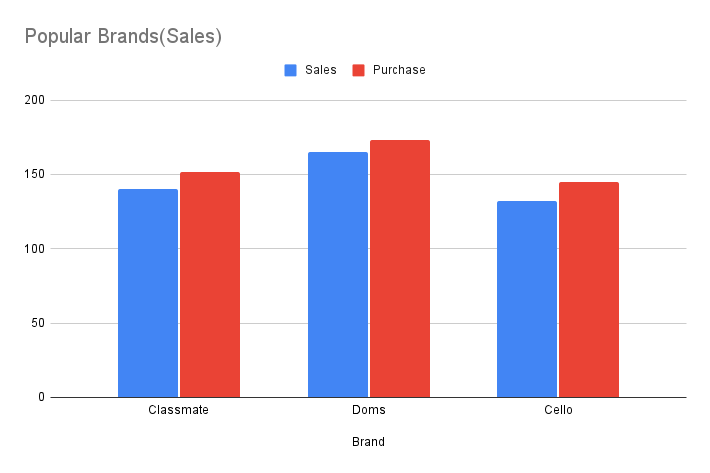 Popular Brands(Sales)
Sales Purchase
200
150
100
50
0
Classmate Doms Cello
Brand